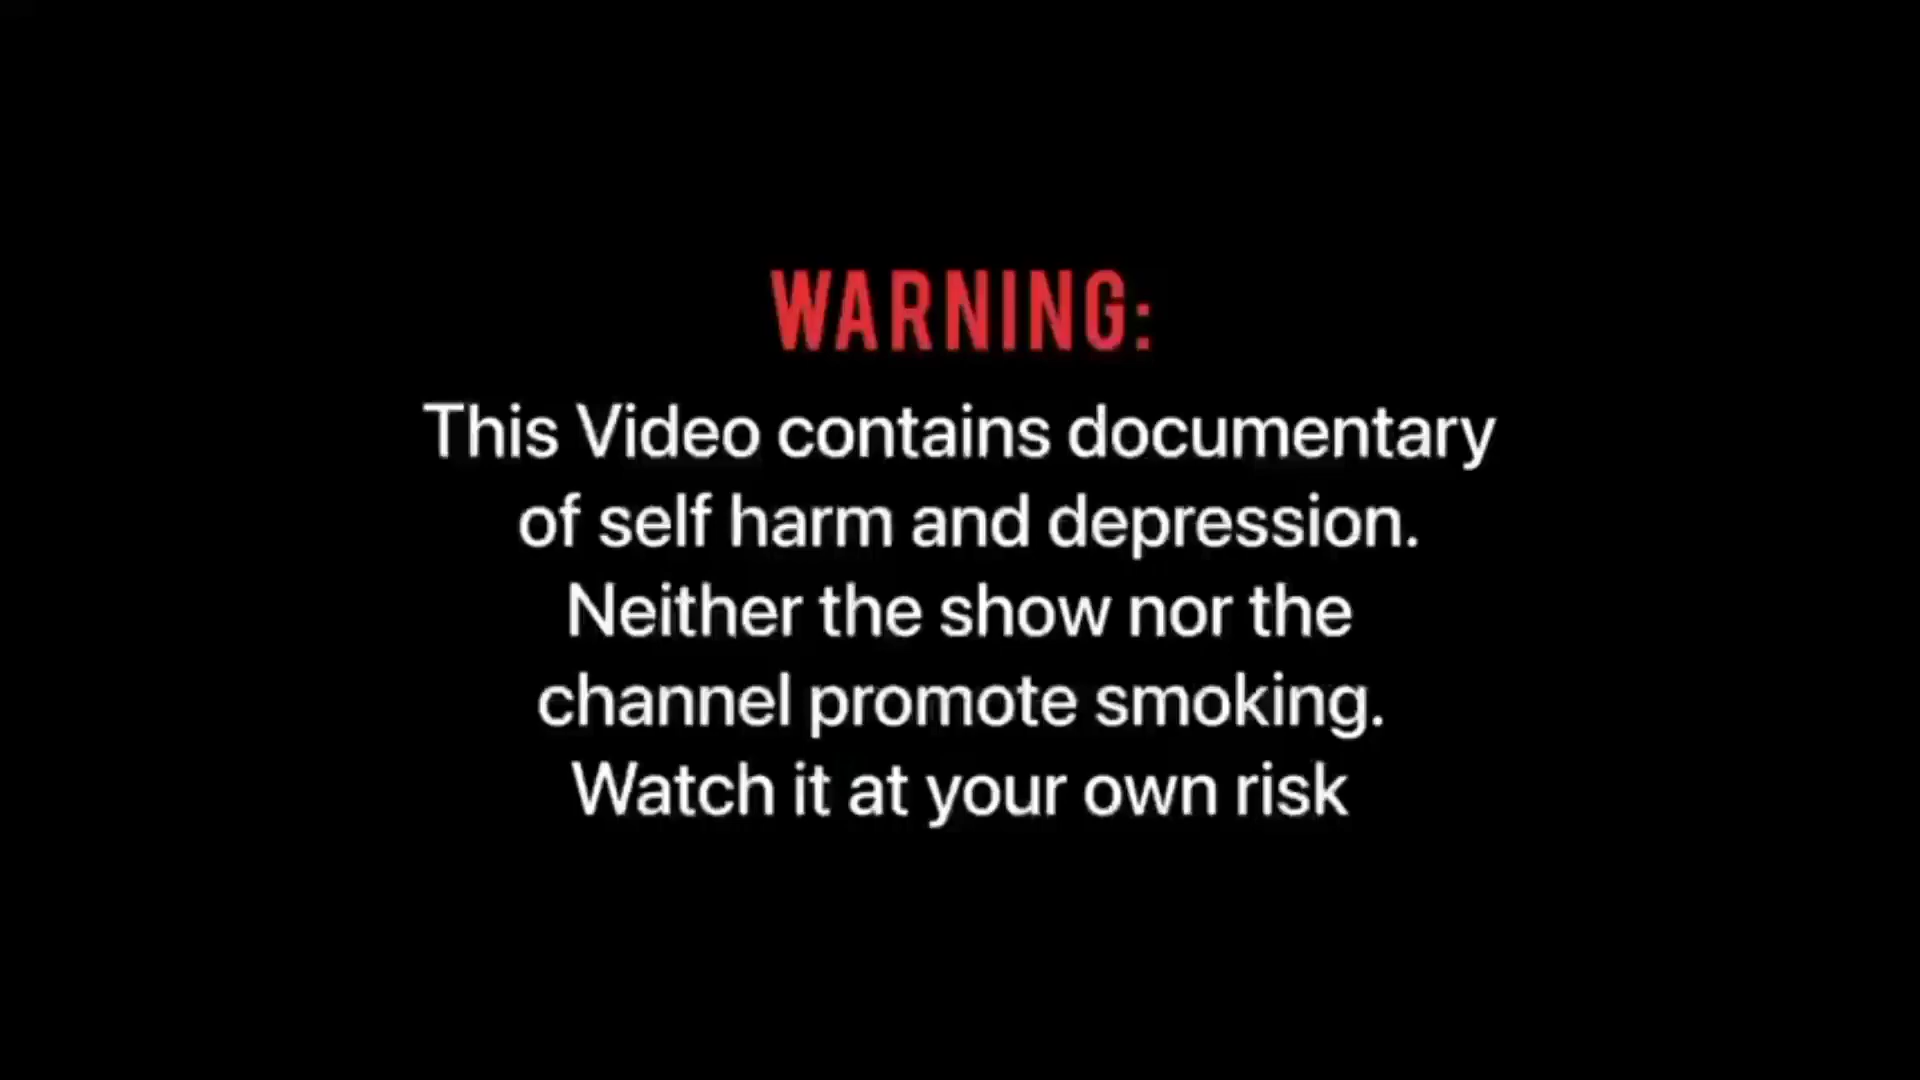 WARNING:
This Video contains documentary
of self harm and depression.
Neither the show nor the
channel promote smoking.
Watch it at your own risk